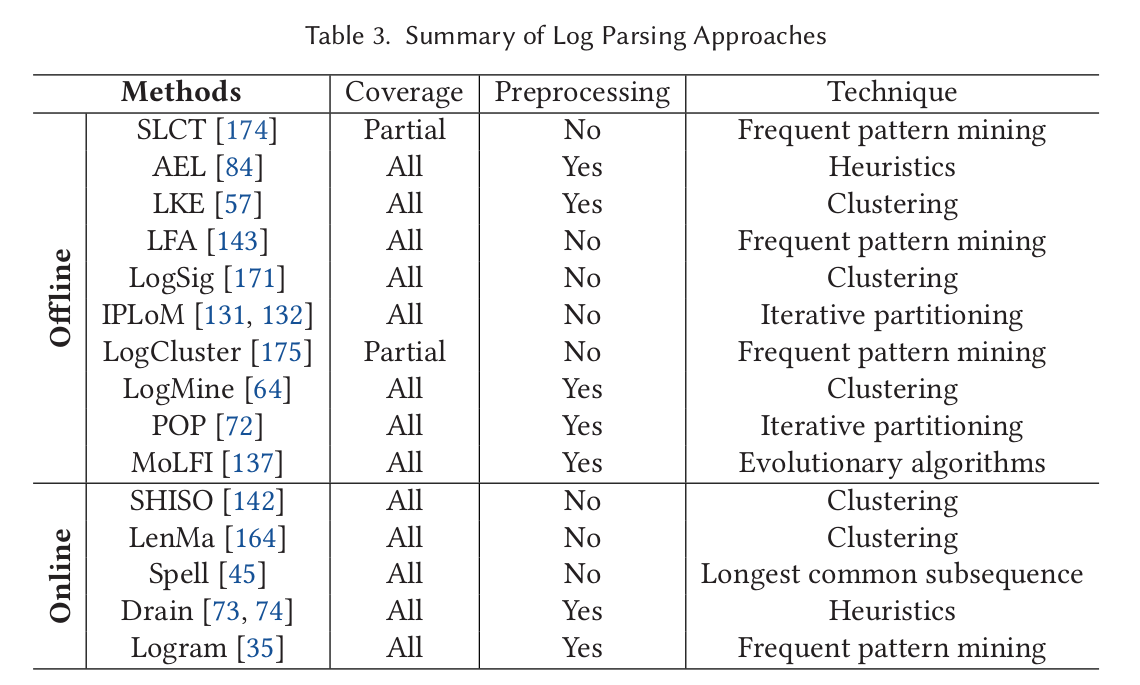 Table 3. Summary of Log Parsing Approaches
Methods Coverage Preprocessing Technique
Offline
SLCT [174] Partial No Frequent pattern mining
AEL [84] All Yes Heuristics
LKE [57] All Yes Clustering
LFA [143] All No Frequent pattern mining
LogSig [171] All No Clustering
IPLoM [131, 132] All No Iterative partitioning
LogCluster [175] Partial No Frequent pattern mining
LogMine [64] All Yes Clustering
POP [72] All Yes Iterative partitioning
MoLFI [137] All Yes Evolutionary algorithms
Online
SHISO [142] All No Clustering
LenMa [164] All No Clustering
Spell [45] All No Longest common subsequence
Drain [73, 74] All Yes Heuristics
Logram [35] All Yes Frequent pattern mining